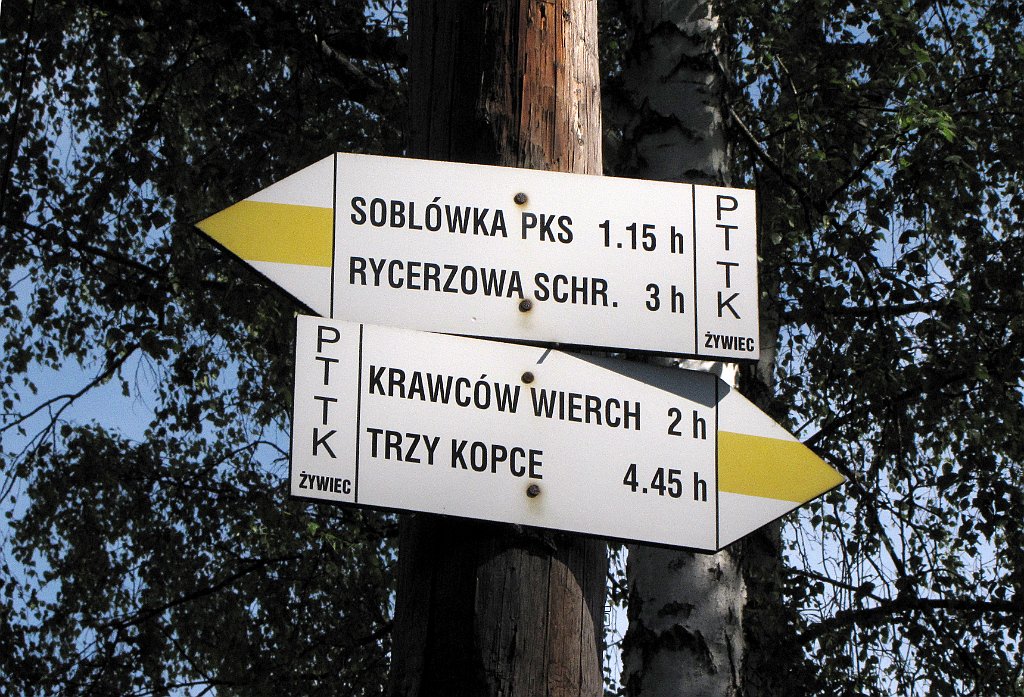 SOBLÓWKA PKS 1.15 h
RYCERZOWA SCHR. 3 h
PTTK
ŻYWIEC
PTTK
ŻYWIEC
KRAWCÓW WIERCH 2 h
TRZY KOPCE 4.45 h